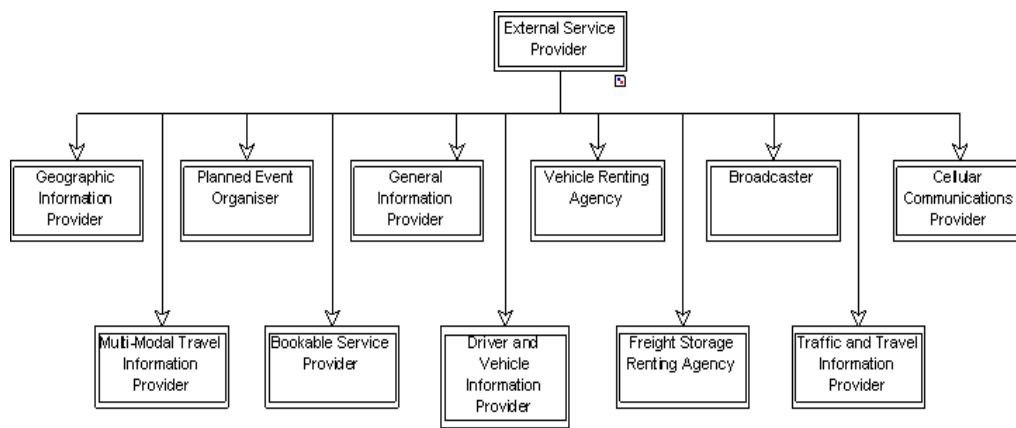 External Service
Provider
Geographic
Information
Provider
Planned Event
Organiser
General
Information
Provider
Vehicle Renting
Agency
Broadcaster
Cellular
Communications
Provider
Multi-Modal Travel
Information
Provider
Bookable Service
Provider
Driver and
Vehicle
Information
Provider
Freight Storage
Renting Agency
Traffic and Travel
Information
Provider